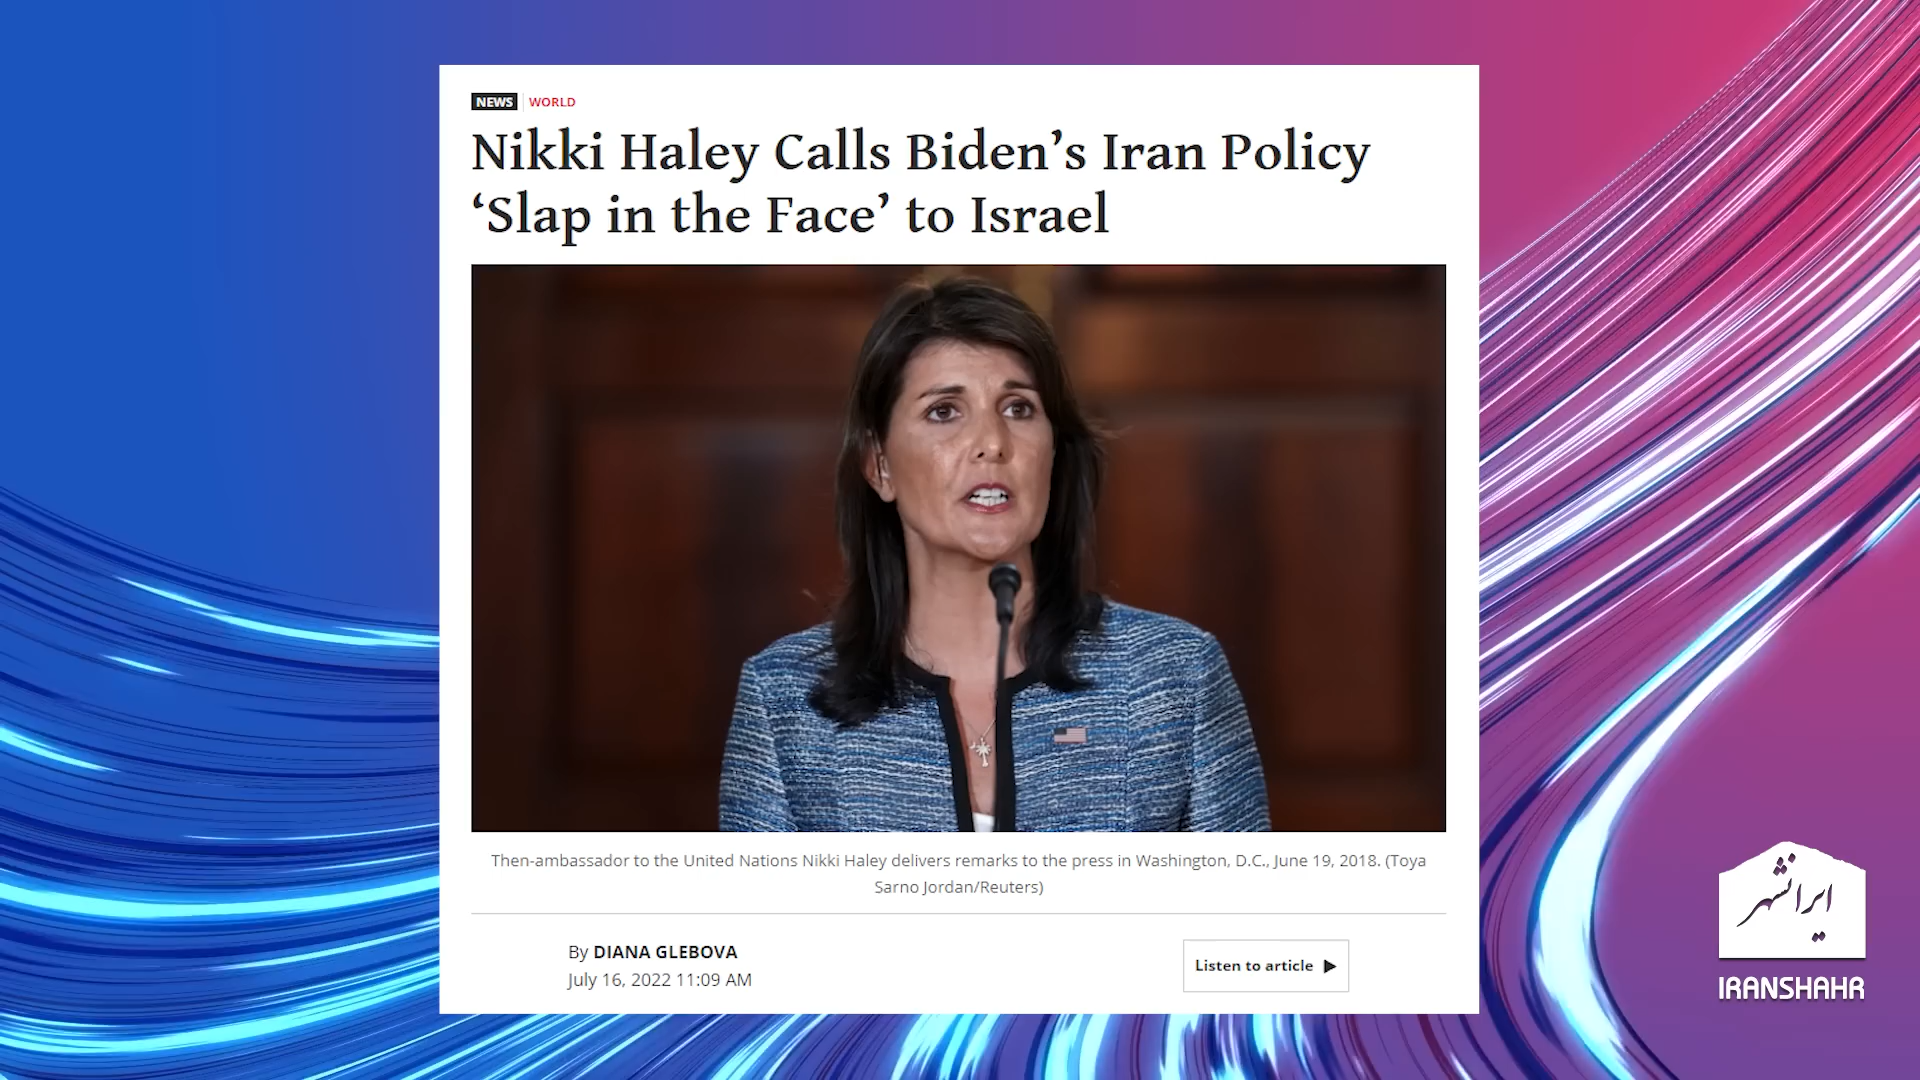 NEWS WORLD
Nikki Haley Calls Biden’s Iran Policy
‘Slap in the Face’ to Israel
Then-ambassador to the United Nations Nikki Haley delivers remarks to the press in Washington, D.C., June 19, 2018. (Toya
Sarno Jordan/Reuters)
By DIANA GLEBOVA
July 16, 2022 11:09 AM
Listen to article
ایرانشهر
IRANSHAHR